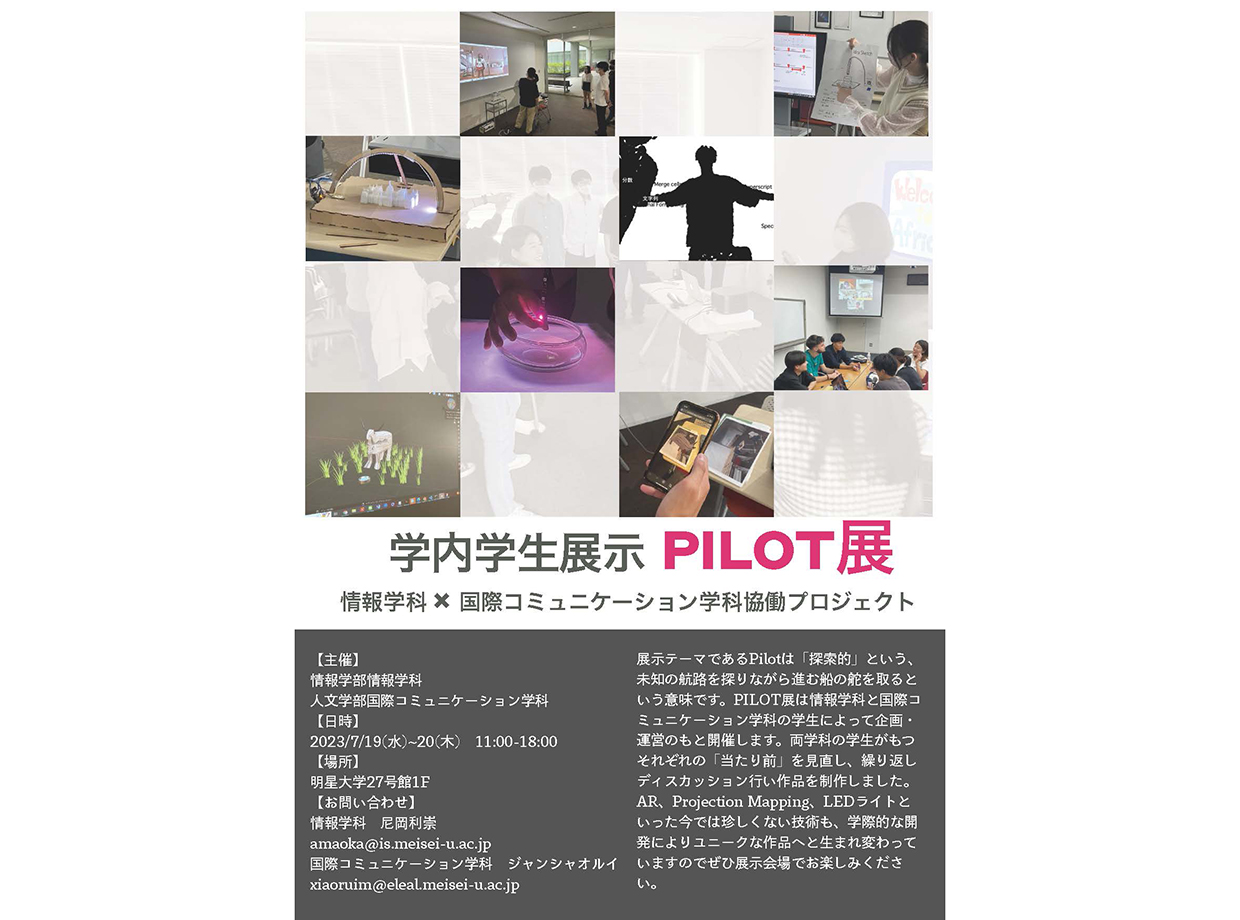 Welcome
Africa
分数
Merge cell
superscript
文字列
Spec
学内学生展示 PILOT展
情報学科 ✖ 国際コミュニケーション学科協働プロジェクト
【主催】
情報学部情報学科
人文学部国際コミュニケーション学科
【日時】
2023/7/19(水)~20(木)　11:00-18:00
【場所】
明星大学27号館1F
【お問い合わせ】
情報学科　尼岡利崇
amaoka@is.meisei-u.ac.jp
国際コミュニケーション学科　ジャンシャオルイ
xiaoruim@eleal.meisei-u.ac.jp
展示テーマであるPilotは「探索的」という、
未知の航路を探りながら進む船の舵を取ると
いう意味です。PILOT展は情報学科と国際コ
ミュニケーション学科の学生によって企画・
運営のもと開催します。両学科の学生がもつ
それぞれの「当たり前」を見直し、繰り返し
ディスカッション行い作品を制作しました。
AR、Projection Mapping、LEDライトと
いった今では珍しくない技術も、学際的な開
発によりユニークな作品へと生まれ変わって
いますのでぜひ展示会場でお楽しみくださ
い。